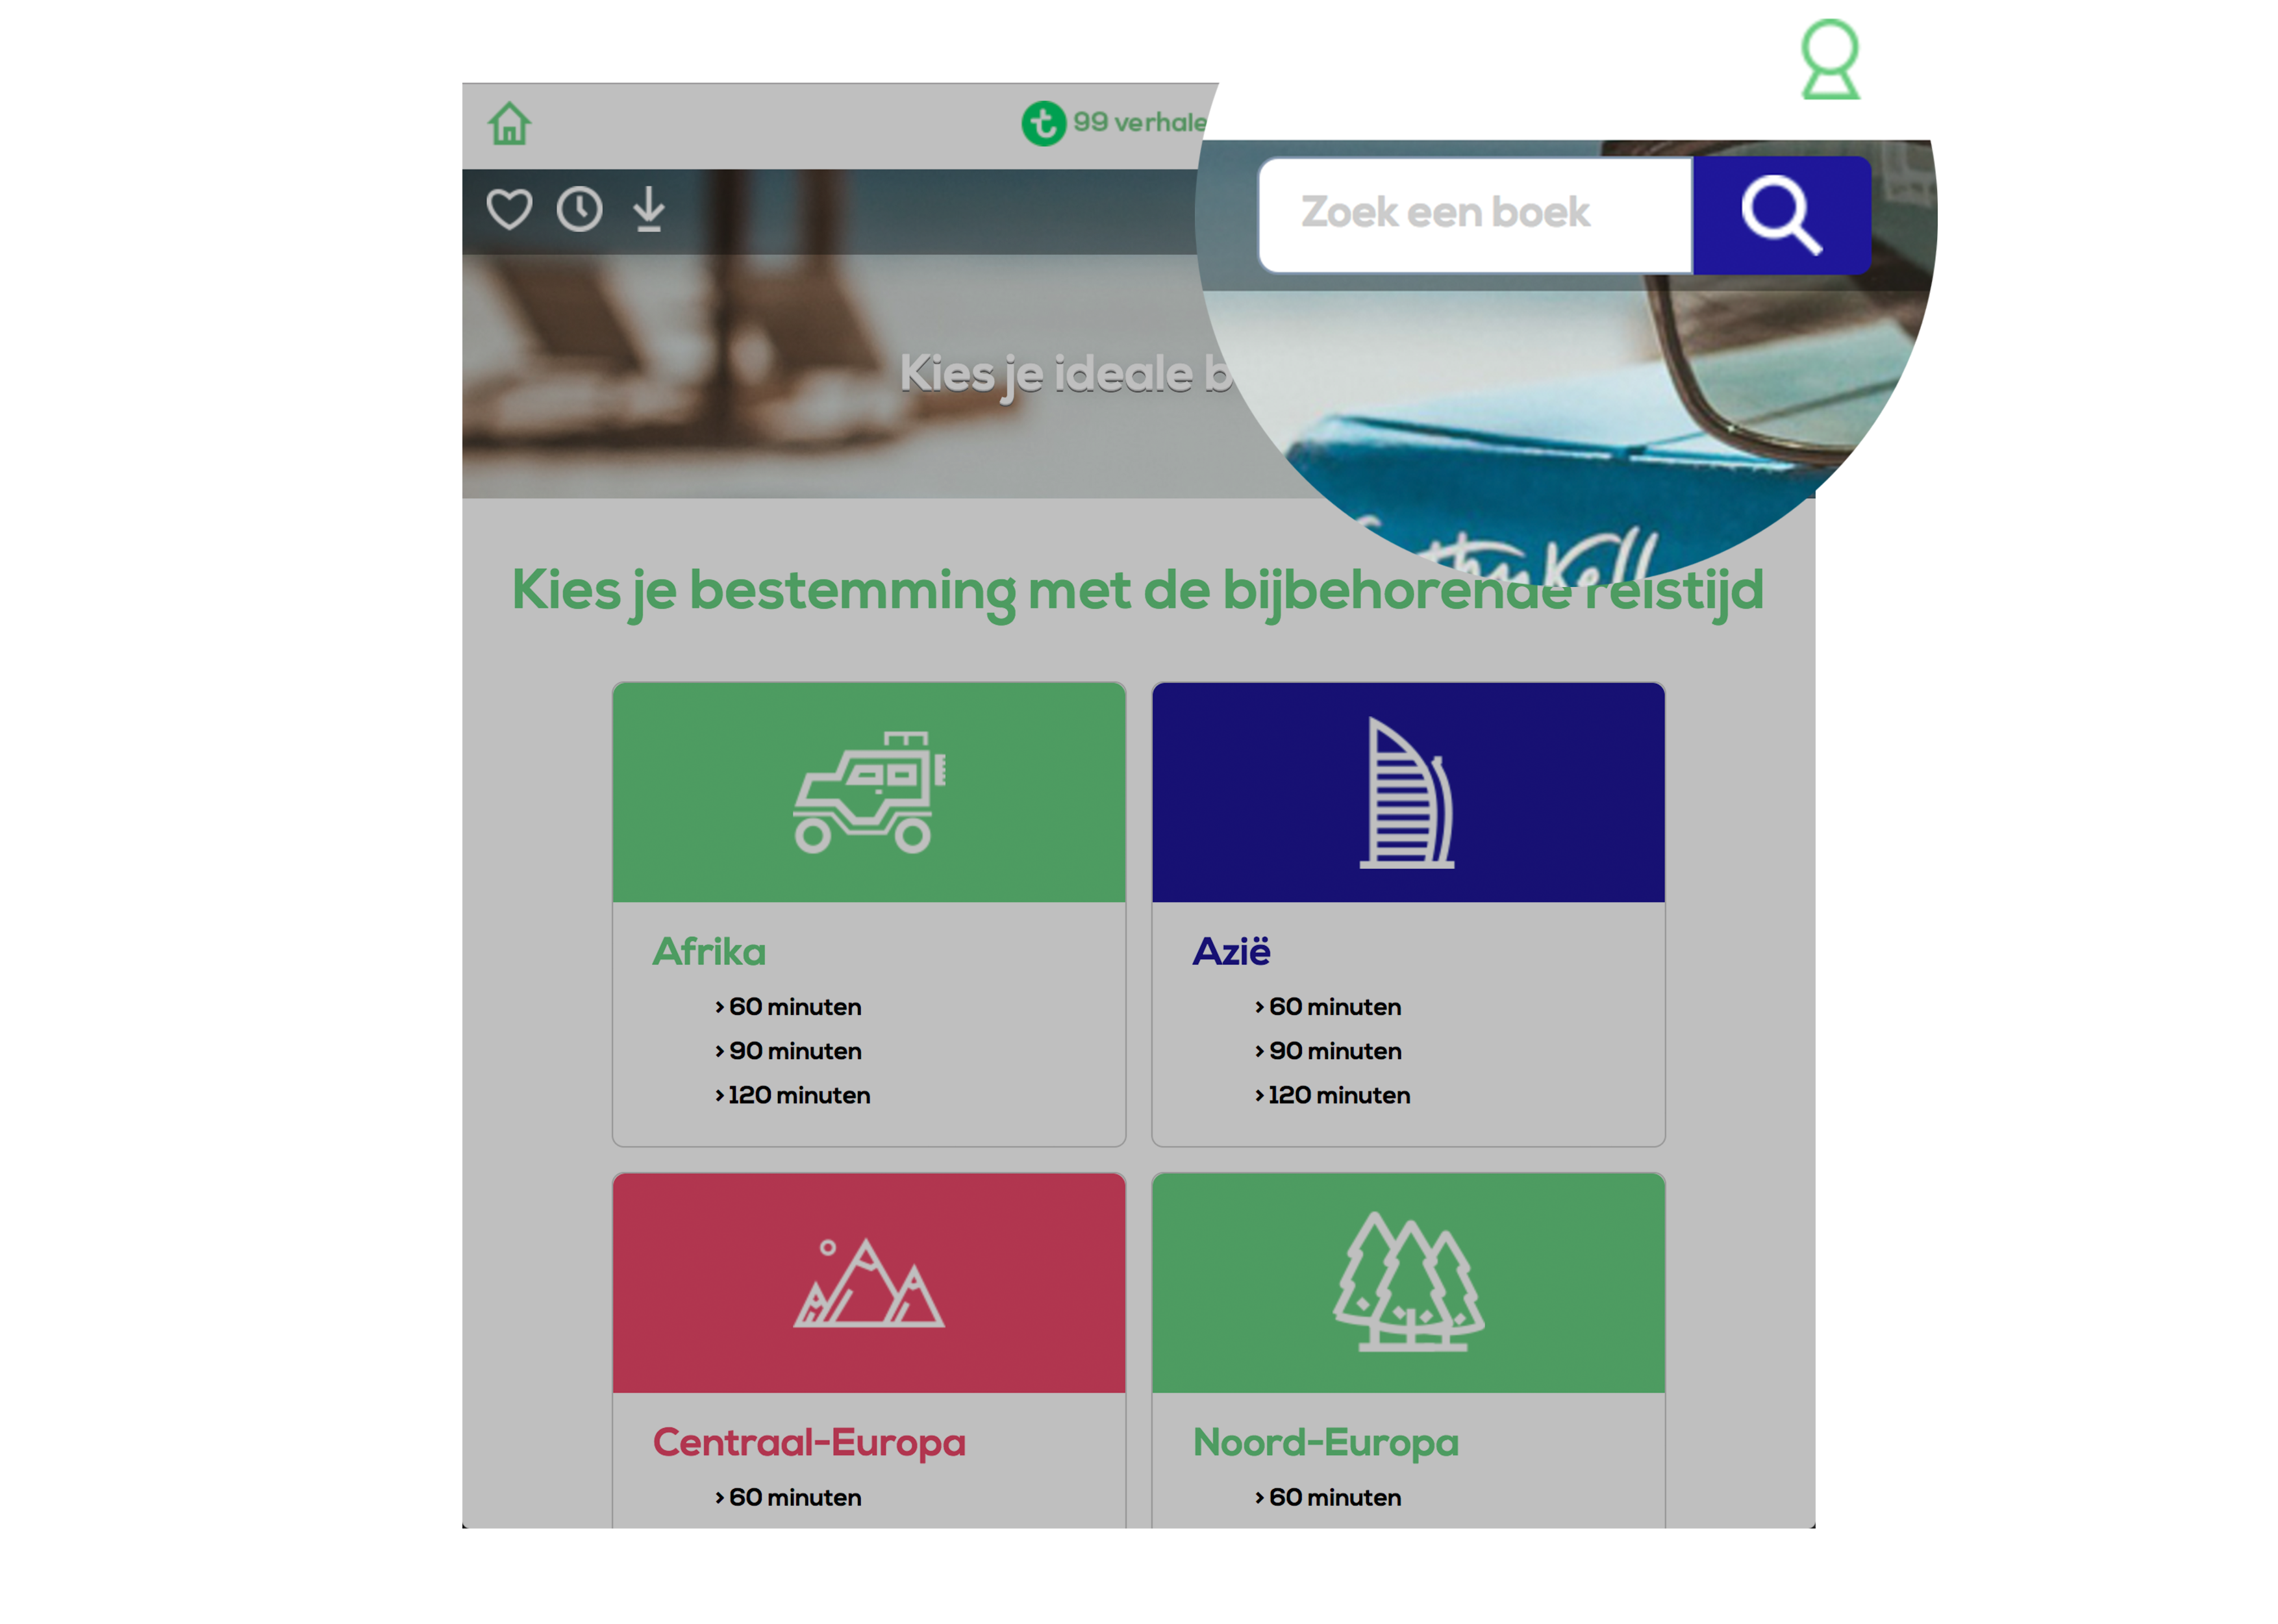 99 verhale
Zoek een boek
Kies je ideale b
Kies je bestemming met de bijbehorende reistijd
Afrika
> 60 minuten
> 90 minuten
> 120 minuten
Azië
> 60 minuten
> 90 minuten
> 120 minuten
Centraal-Europa
> 60 minuten
Noord-Europa
> 60 minuten